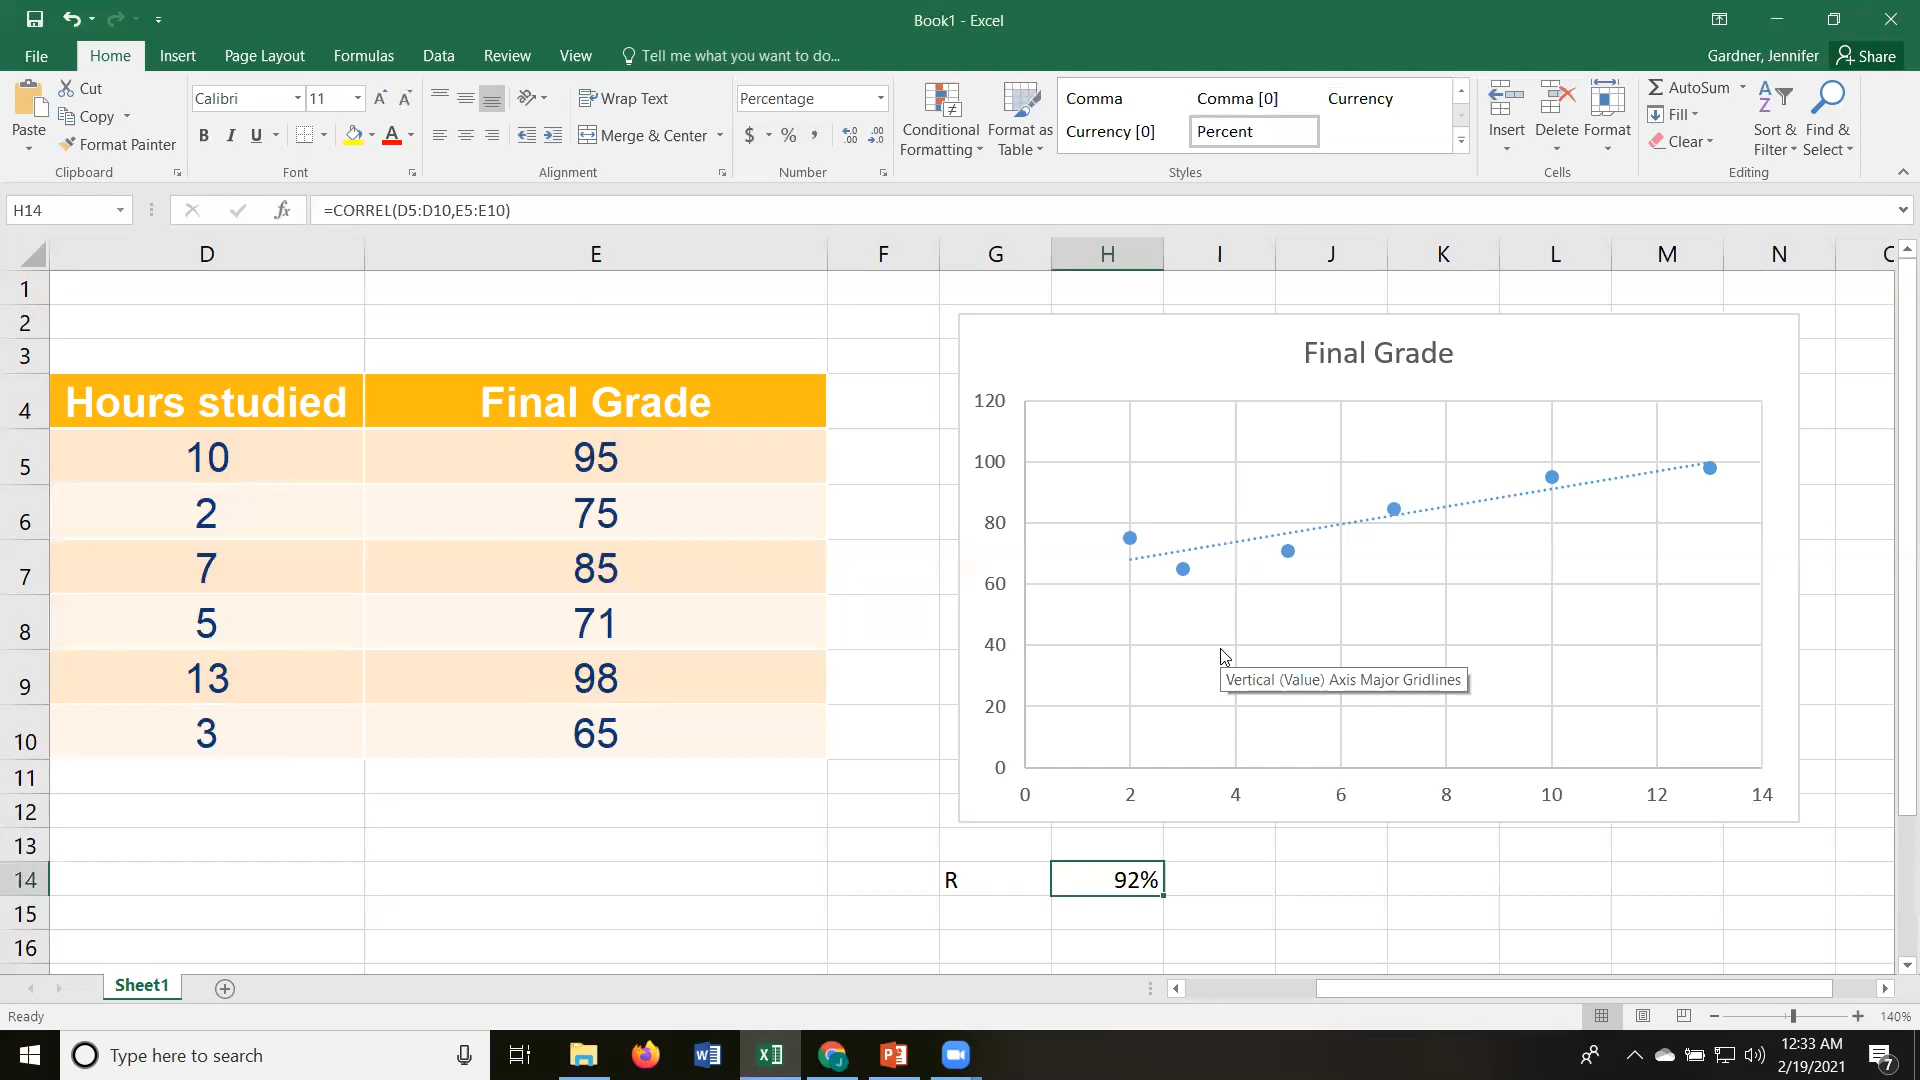 Book1 - Excel
File Home Insert Page Layout Formulas Data Review View Tell me what you want to do... Gardner, Jennifer Share
Paste
Cut
Copy
Format Painter
Clipboard
Calibri 11
B I U A
Font
Wrap Text
Merge & Center
Alignment
Percentage
$ % ,
Number
Conditional Formatting
Format as Table
Comma Comma [0] Currency
Currency [0] Percent
Styles
Insert Delete Format
Cells
AutoSum
Fill
Clear
Sort & Filter
Find & Select
Editing
H14 fx =CORREL(D5:D10,E5:E10)
D E F G H I J K L M N
1
2
3
4 Hours studied Final Grade
5 10 95
6 2 75
7 7 85
8 5 71
9 13 98
10 3 65
11
12
13
14 R 92%
15
16
Final Grade
120
100
80
60
40
20
0
0 2 4 6 8 10 12 14
Vertical (Value) Axis Major Gridlines
Sheet1
Ready 140%
Type here to search
12:33 AM
2/19/2021
7